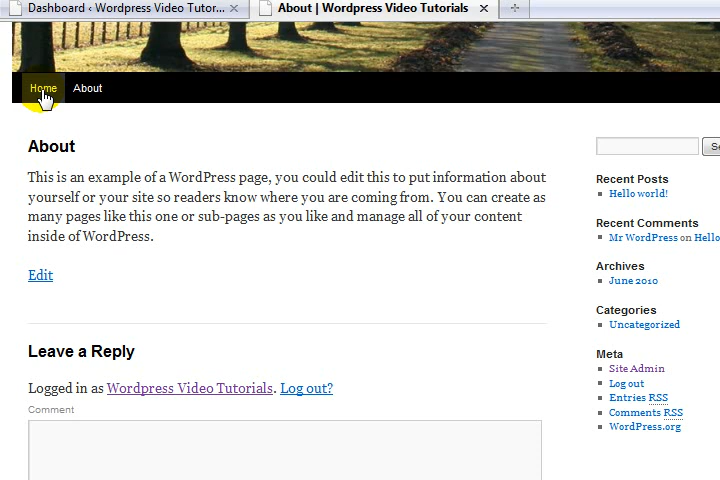 Dashboard ‹ Wordpress Video Tutor...
About | Wordpress Video Tutorials
Home
About
About
This is an example of a WordPress page, you could edit this to put information about
yourself or your site so readers know where you are coming from. You can create as
many pages like this one or sub-pages as you like and manage all of your content
inside of WordPress.
Edit
Leave a Reply
Logged in as Wordpress Video Tutorials. Log out?
Comment
Se
Recent Posts
Hello world!
Recent Comments
Mr WordPress on Hello
Archives
June 2010
Categories
Uncategorized
Meta
Site Admin
Log out
Entries RSS
Comments RSS
WordPress.org